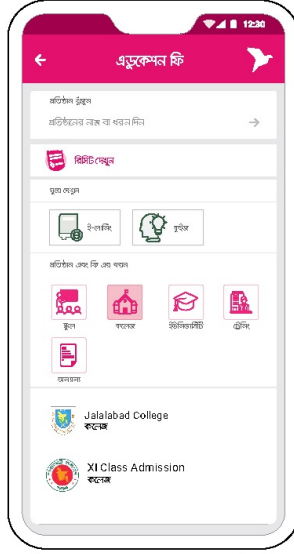 12:30
এডুকেশন ফি
প্রতিষ্ঠান খুঁজুন
প্রতিষ্ঠানের নাম বা ধরন দিন
রিসিট দেখুন
ঘুরে দেখুন
ই-লার্নিং
কুইজ
প্রতিষ্ঠান এবং ফি এর ধরন
স্কুল
কলেজ
ইউনিভার্সিটি
ট্রেনিং
অন্যান্য
Jalalabad College
কলেজ
XI Class Admission
কলেজ